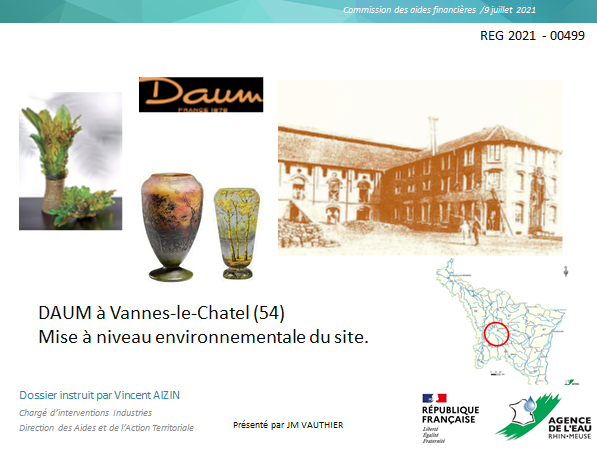 Commission des aides financières /9 juillet 2021
REG 2021 - 00499
Daum
FRANCE 1878
DAUM à Vannes-le-Chatel (54)
Mise à niveau environnementale du site.
Dossier instruit par Vincent AIZIN
Chargé d'interventions Industries
Direction des Aides et de l'Action Territoriale
Présenté par JM VAUTHIER
RÉPUBLIQUE
FRANÇAISE
Liberté
Égalité
Fraternité
AGENCE
DE L'EAU
RHIN•MEUSE